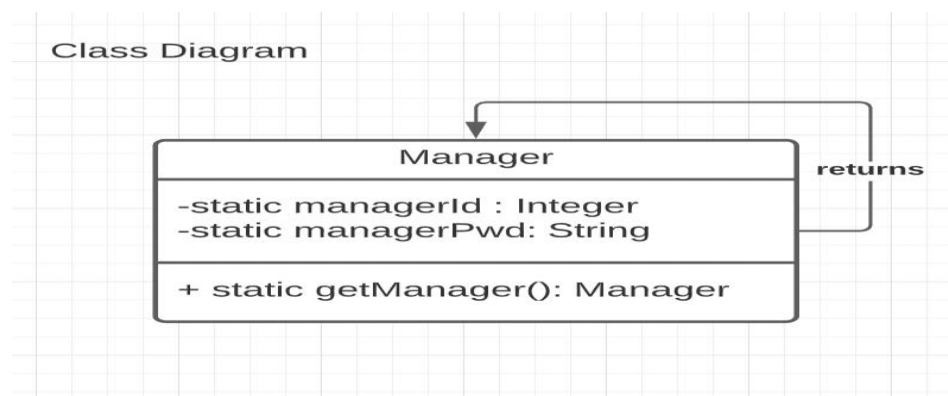 Class Diagram
Manager
returns
-static managerId : Integer
-static managerPwd: String
+ static getManager(): Manager